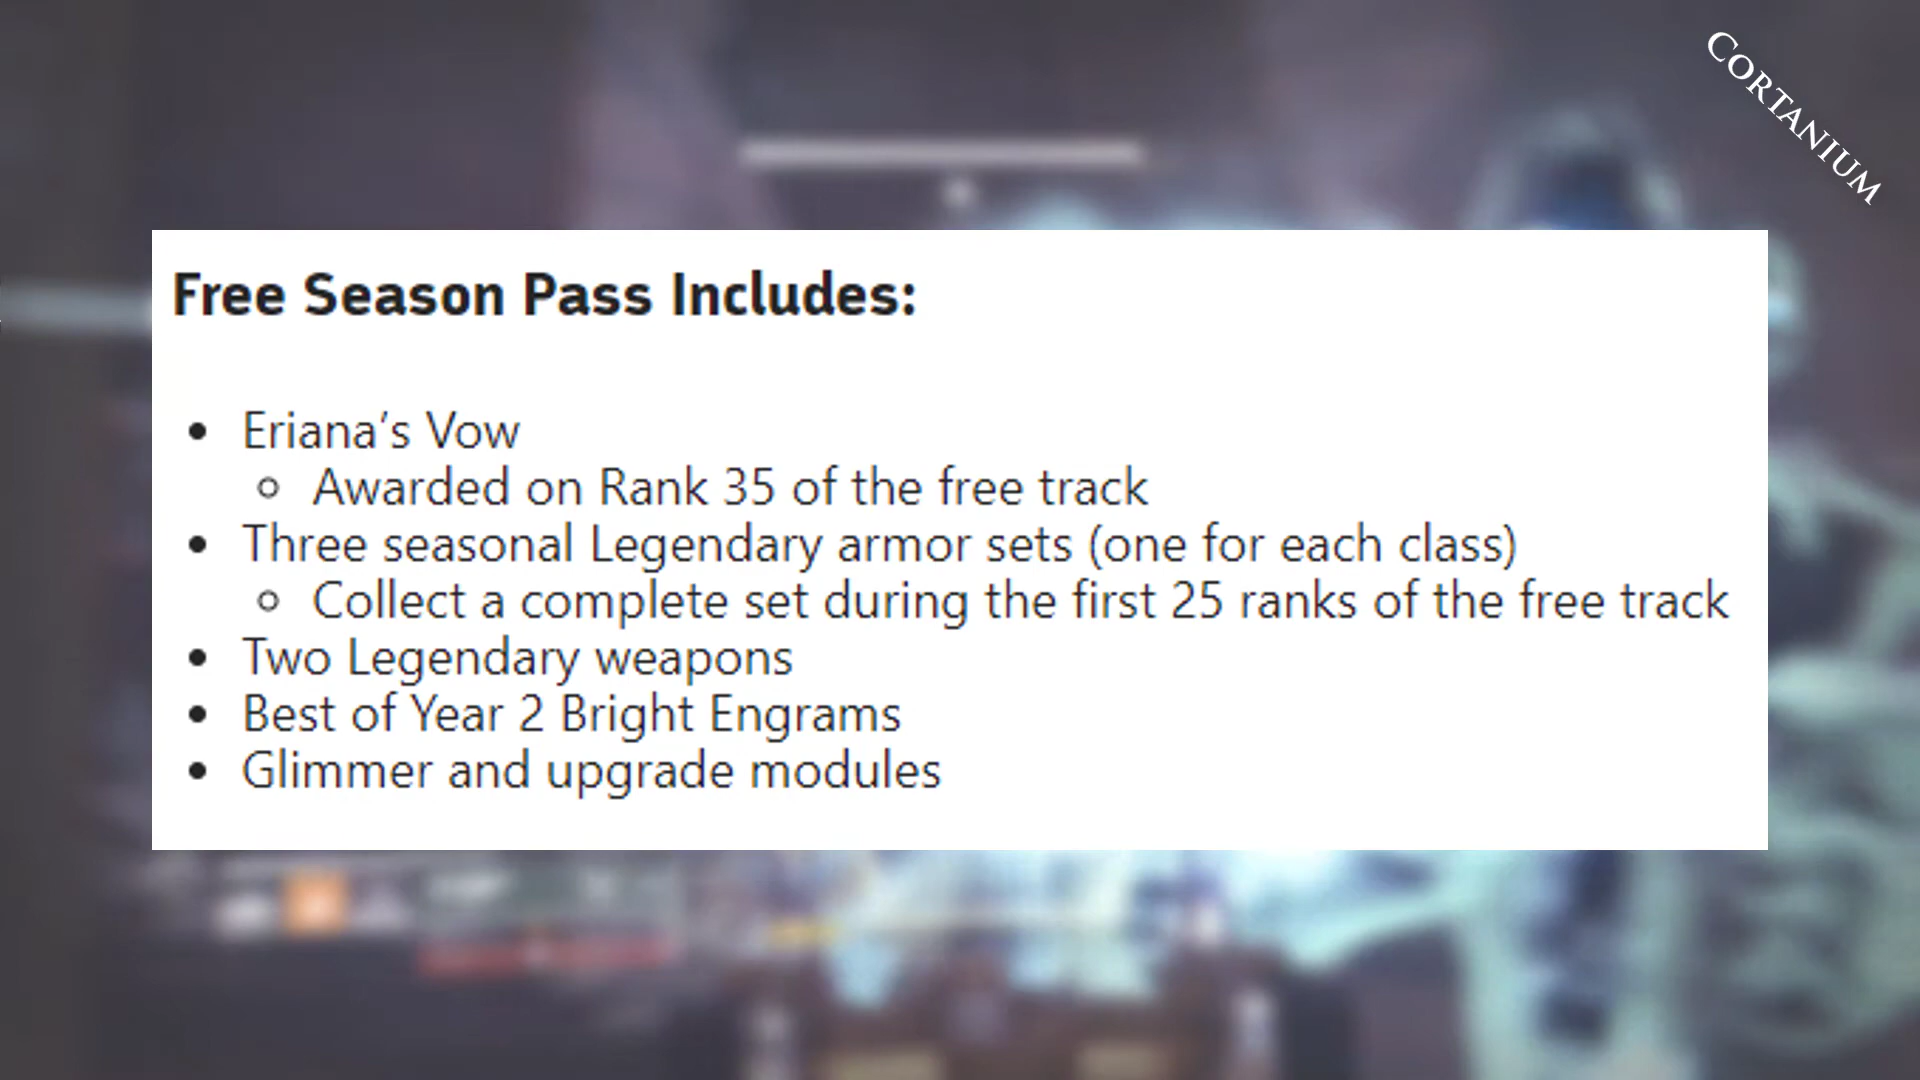 CORTANIUM
Free Season Pass Includes:
• Eriana’s Vow
○ Awarded on Rank 35 of the free track
• Three seasonal Legendary armor sets (one for each class)
○ Collect a complete set during the first 25 ranks of the free track
• Two Legendary weapons
• Best of Year 2 Bright Engrams
• Glimmer and upgrade modules